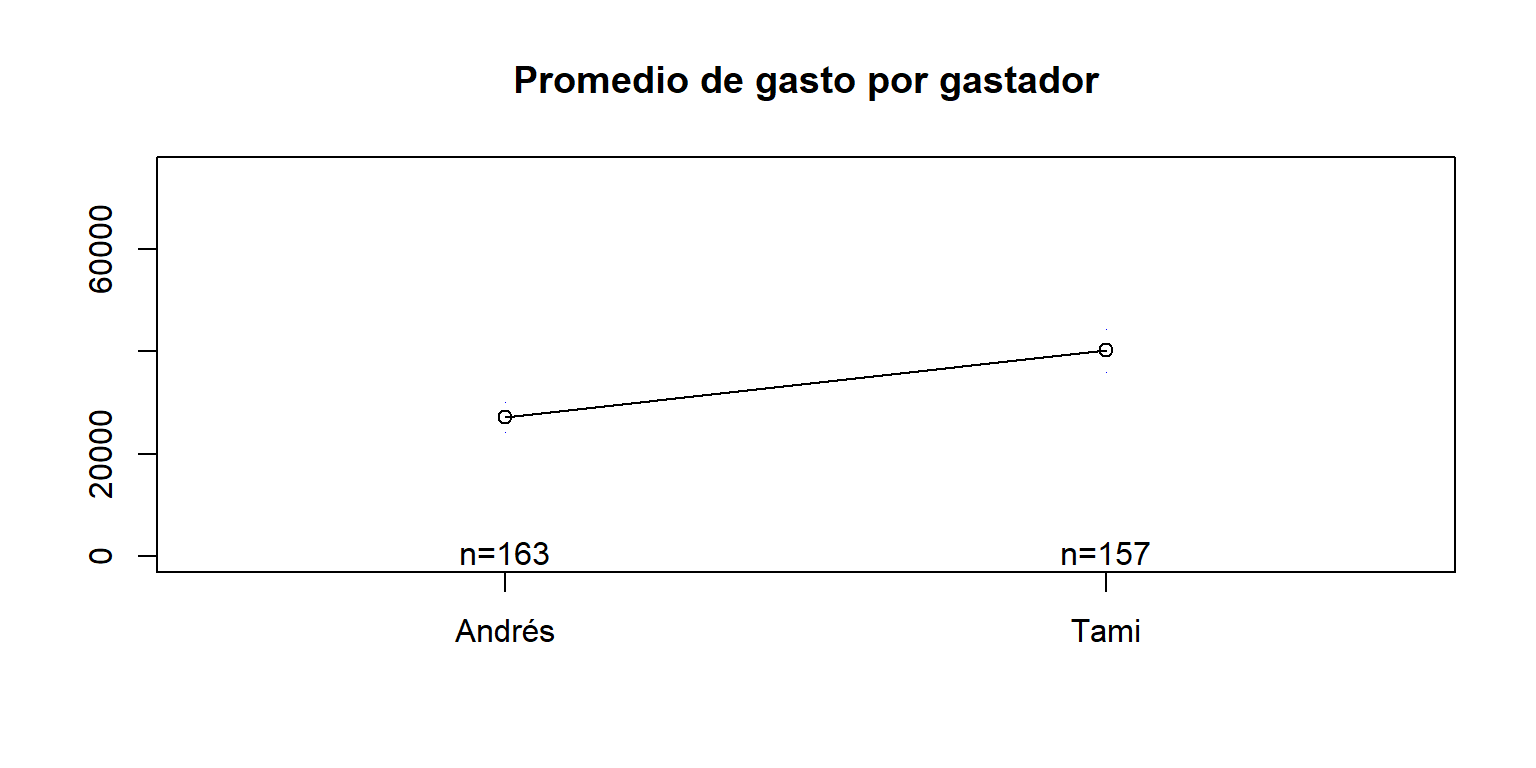 Promedio de gasto por gastador
60000
20000
0
n=163
n=157
Andrés
Tami